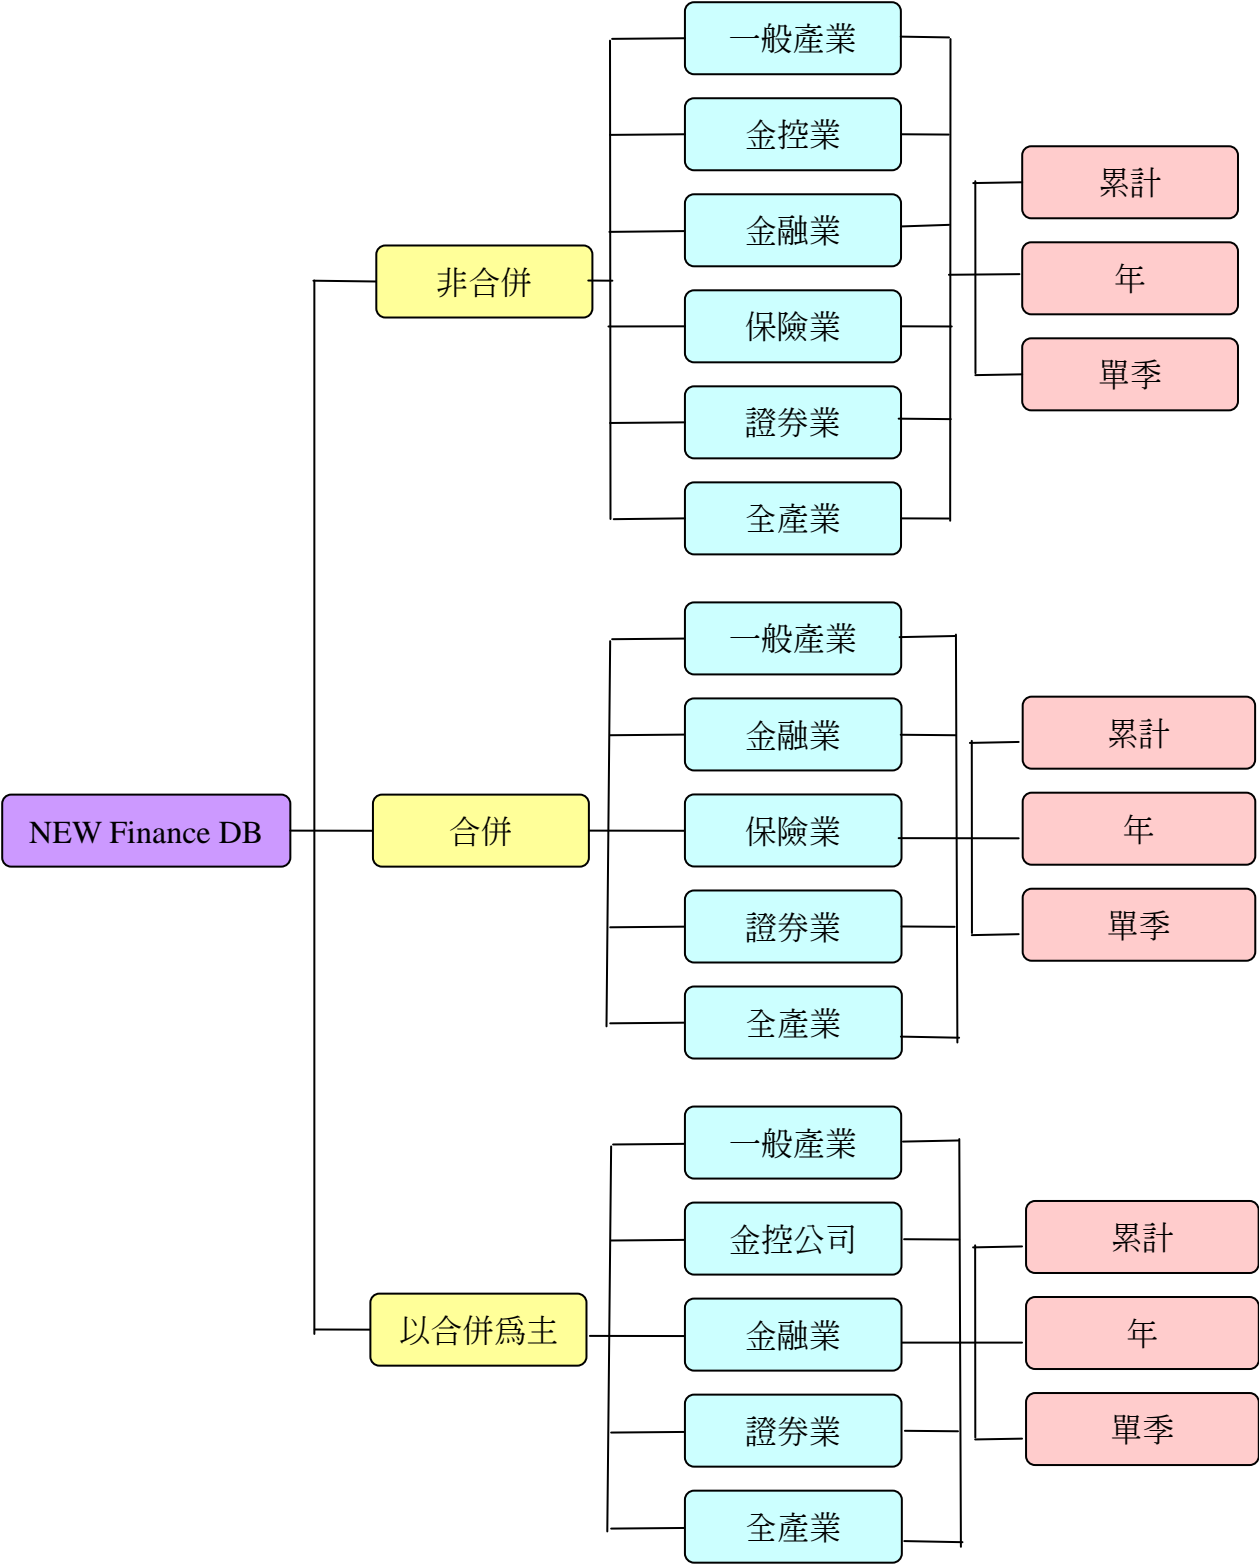 NEW Finance DB
非合併
一般產業
金控業
金融業
保險業
證劵業
全產業
累計
年
單季
合併
一般產業
金融業
保險業
證劵業
全產業
累計
年
單季
以合併為主
一般產業
金控公司
金融業
證劵業
全產業
累計
年
單季